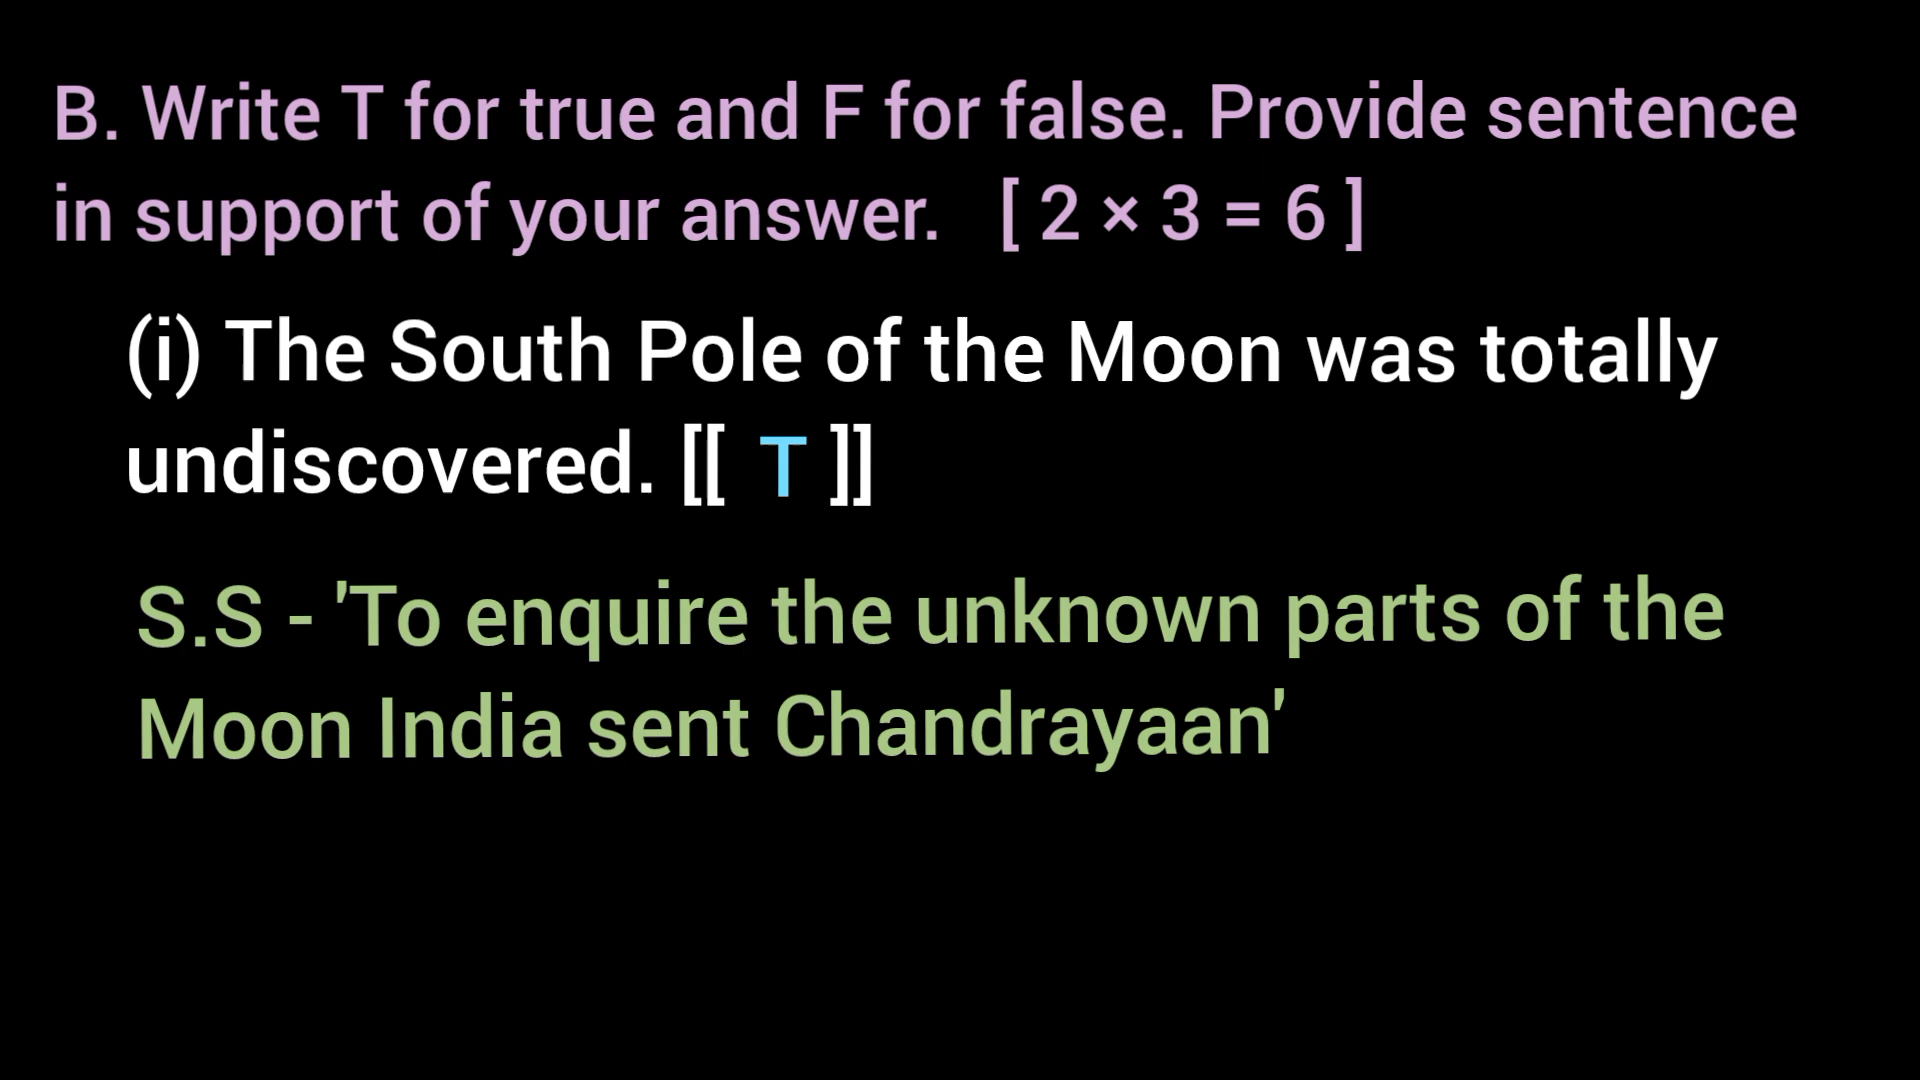 B. Write T for true and F for false. Provide sentence
in support of your answer. [ 2 × 3 = 6 ]
(i) The South Pole of the Moon was totally
undiscovered. [[ T ]]
S.S - 'To enquire the unknown parts of the
Moon India sent Chandrayaan'